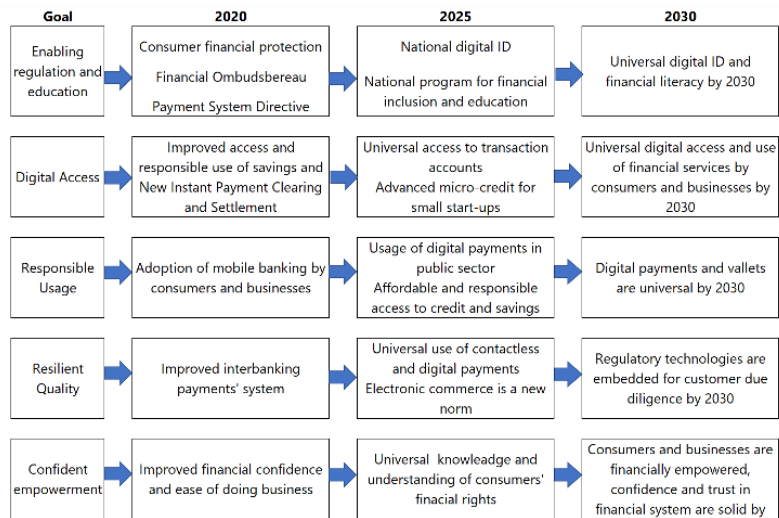 Goal
2020
2025
2030
Enabling
regulation and
education
Consumer financial protection
Financial Ombudsbereau
Payment System Directive
National digital ID
National program for financial
inclusion and education
Universal digital ID and
financial literacy by 2030
Digital Access
Improved access and
responsible use of savings and
New Instant Payment Clearing
and Settlement
Universal access to transaction
accounts
Advanced micro-credit for
small start-ups
Universal digital access and use
of financial services by
consumers and businesses by
2030
Responsible
Usage
Adoption of mobile banking by
consumers and businesses
Usage of digital payments in
public sector
Affordable and responsible
access to credit and savings
Digital payments and vallets
are universal by 2030
Resilient
Quality
Improved interbanking
payments' system
Universal use of contactless
and digital payments
Electronic commerce is a new
norm
Regulatory technologies are
embedded for customer due
diligence by 2030
Confident
empowerment
Improved financial confidence
and ease of doing business
Universal knowleadge and
understanding of consumers'
finacial rights
Consumers and businesses are
financially empowered,
confidence and trust in
financial system are solid by